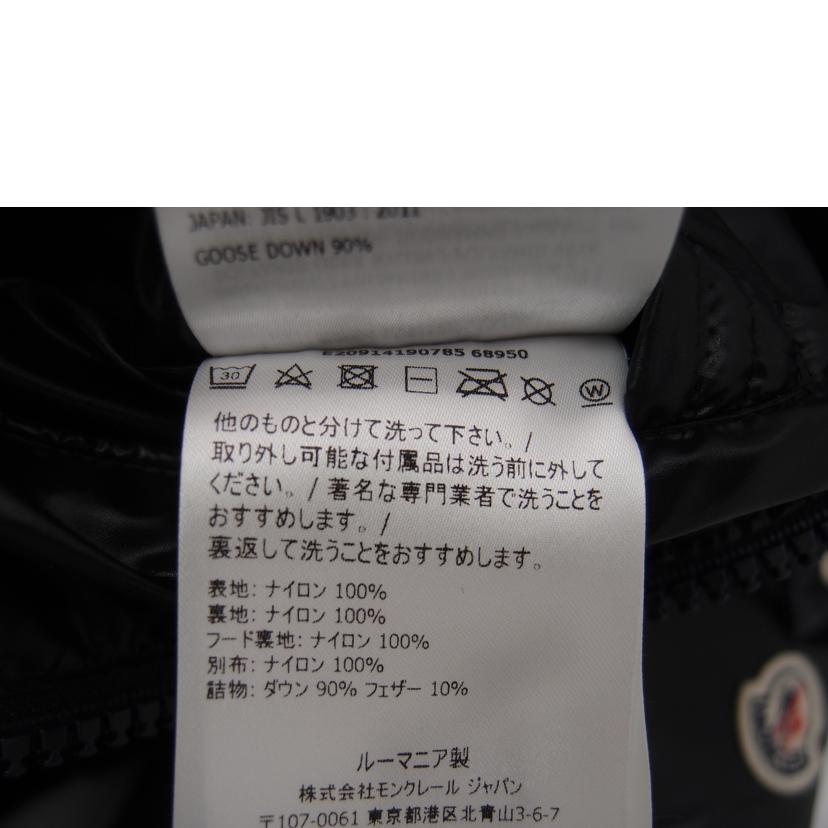 JAPAN: JIS L 1903 : 2011
GOOSE DOWN 90%
E20914190785 68950
30
W
他のものと分けて洗って下さい。/
取り外し可能な付属品は洗う前に外して
ください。/ 著名な専門業者で洗うことを
おすすめします。/
裏返して洗うことをおすすめします。
表地: ナイロン 100%
裏地: ナイロン 100%
フード裏地: ナイロン 100%
別布: ナイロン 100%
詰物: ダウン 90% フェザー 10%
ルーマニア製
株式会社モンクレール ジャパン
〒107-0061 東京都港区北青山3-6-7